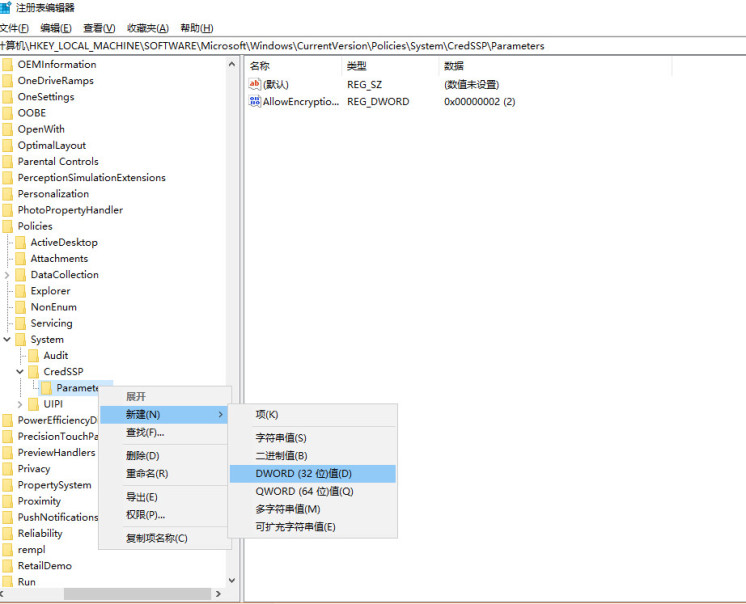 注册表编辑器
文件(F) 编辑(E) 查看(V) 收藏夹(A) 帮助(H)
计算机\HKEY_LOCAL_MACHINE\SOFTWARE\Microsoft\Windows\CurrentVersion\Policies\System\CredSSP\Parameters
OEMInformation
OneDriveRamps
OneSettings
OOBE
OpenWith
OptimalLayout
Parental Controls
PerceptionSimulationExtensions
Personalization
PhotoPropertyHandler
Policies
ActiveDesktop
Attachments
DataCollection
Explorer
NonEnum
Servicing
System
Audit
CredSSP
Paramete
UIPI
PowerEfficiencyD
PrecisionTouchPa
PreviewHandlers
Privacy
PropertySystem
Proximity
PushNotifications
Reliability
rempl
RetailDemo
Run
名称 类型 数据
ab (默认) REG_SZ (数值未设置)
AllowEncryptio... REG_DWORD 0x00000002 (2)
展开
新建(N)
查找(F)...
删除(D)
重命名(R)
导出(E)
权限(P)...
复制项名称(C)
项(K)
字符串值(S)
二进制值(B)
DWORD (32 位)值(D)
QWORD (64 位)值(Q)
多字符串值(M)
可扩充字符串值(E)